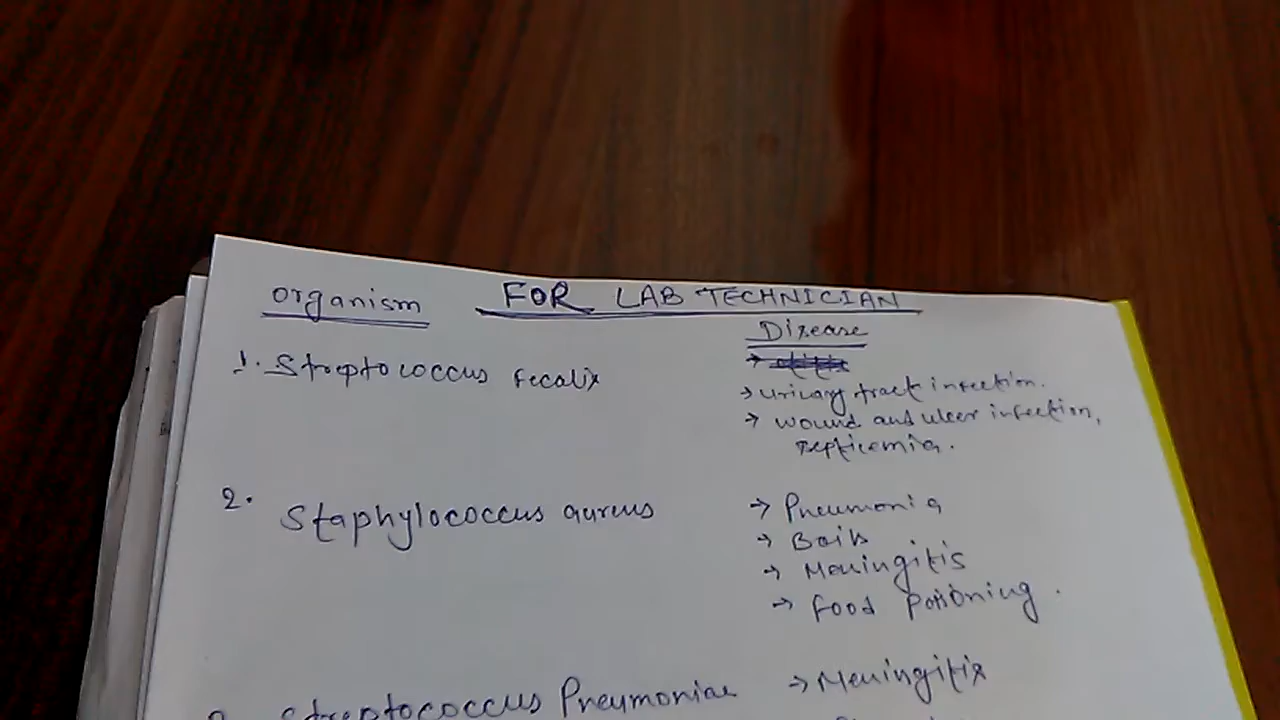 Organism FOR LAB TECHNICIAN
Disease
1. Streptococcus fecalis
→ urinary tract infection.
→ wound and ulcer infection,
septicemia.
2. Staphylococcus aureus → Pneumonia
→ Boils
→ Meningitis
→ Food poisoning.
Streptococcus Pneumoniae → Meningitis